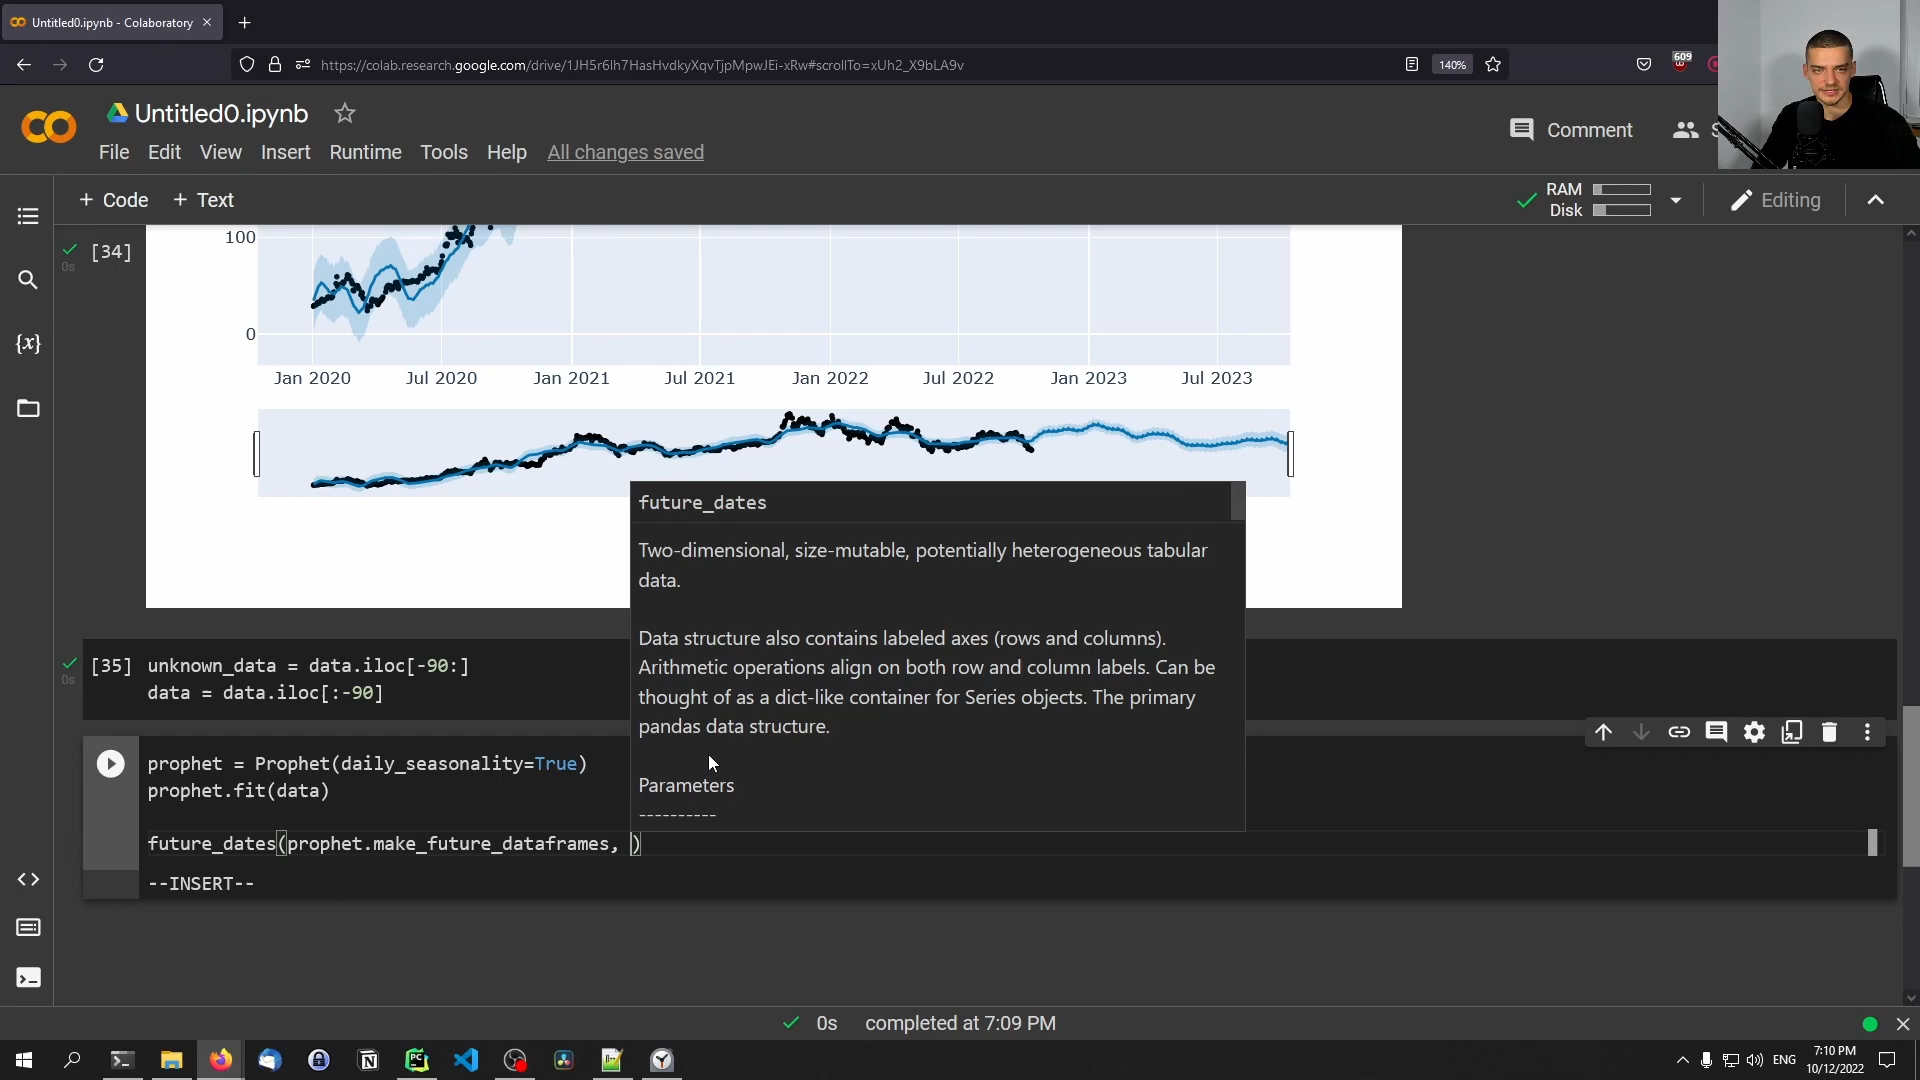 Untitled0.ipynb - Colaboratory
https://colab.research.google.com/drive/1JH5r6lh7HasHvdkyXqvTjpMpwJEi-xRw#scrollTo=xUh2_X9bLA9v
140%
609
Untitled0.ipynb
File Edit View Insert Runtime Tools Help All changes saved
Comment
S
+ Code + Text
RAM
Disk
Editing
[34]
0s
100
0
Jan 2020 Jul 2020 Jan 2021 Jul 2021 Jan 2022 Jul 2022 Jan 2023 Jul 2023
future_dates
Two-dimensional, size-mutable, potentially heterogeneous tabular
data.
Data structure also contains labeled axes (rows and columns).
Arithmetic operations align on both row and column labels. Can be
thought of as a dict-like container for Series objects. The primary
pandas data structure.
Parameters
----------
[35] unknown_data = data.iloc[-90:]
0s
data = data.iloc[:-90]
prophet = Prophet(daily_seasonality=True)
prophet.fit(data)
future_dates(prophet.make_future_dataframes, )
--INSERT--
0s completed at 7:09 PM
ENG
7:10 PM
10/12/2022